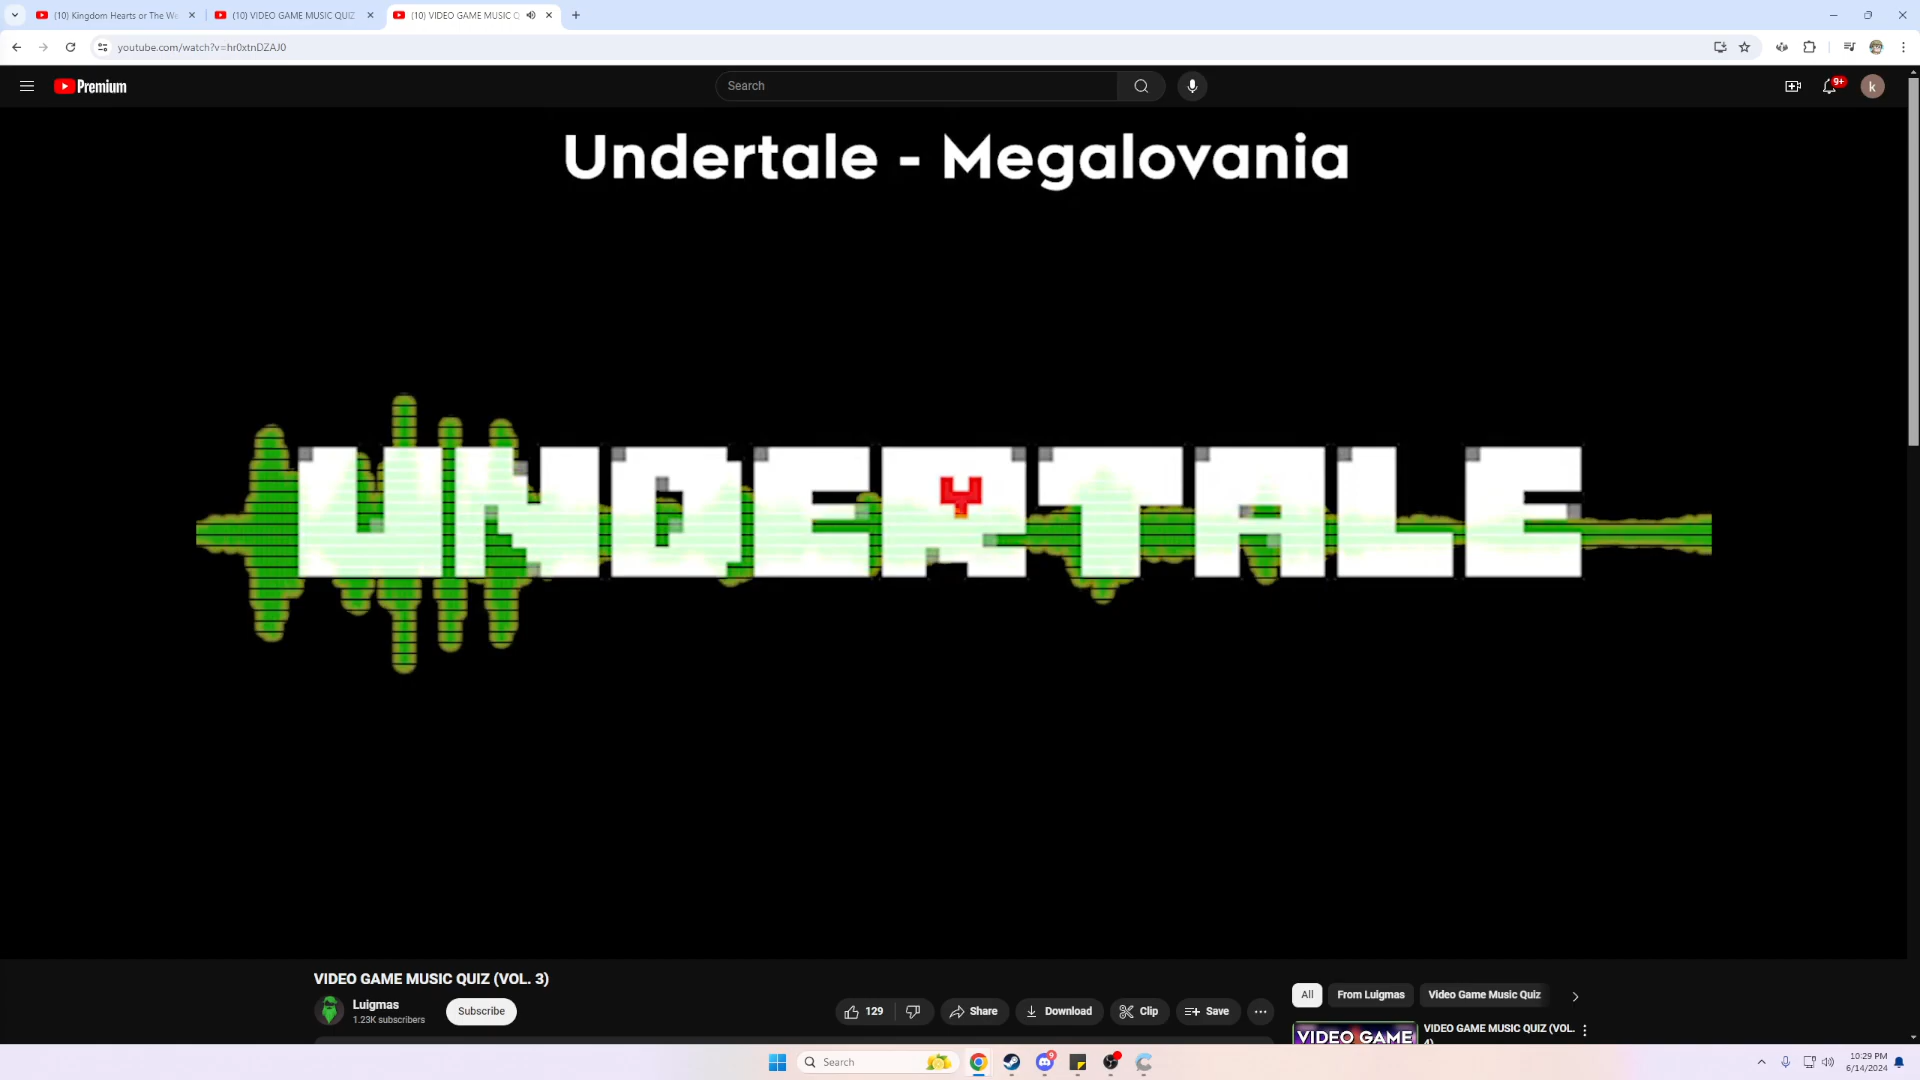 (10) Kingdom Hearts or The We
(10) VIDEO GAME MUSIC QUIZ
(10) VIDEO GAME MUSIC Q
youtube.com/watch?v=hr0xtnDZAJ0
Premium
Search
9+
k
Undertale - Megalovania
UNDERTALE
VIDEO GAME MUSIC QUIZ (VOL. 3)
Luigmas
1.23K subscribers
Subscribe
129
Share
Download
Clip
Save
All
From Luigmas
Video Game Music Quiz
VIDEO GAME
VIDEO GAME MUSIC QUIZ (VOL.
4)
Search
9
10:29 PM
6/14/2024